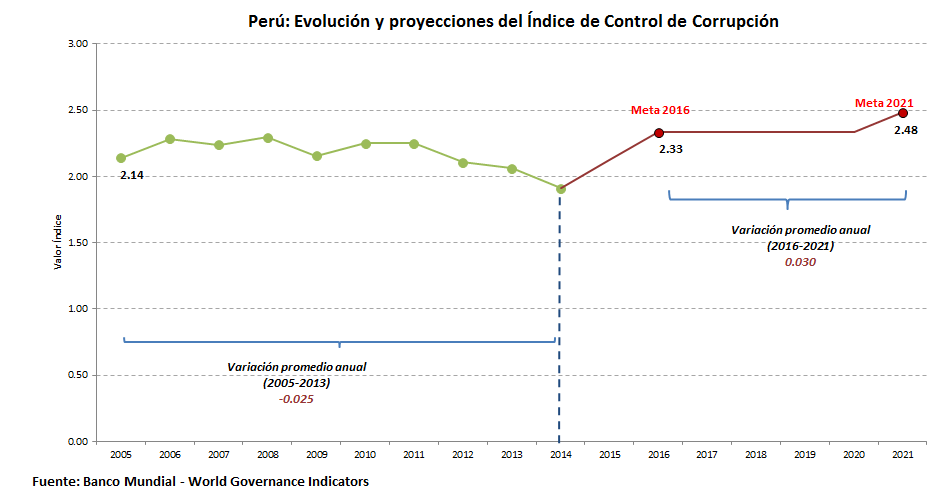 Perú: Evolución y proyecciones del Índice de Control de Corrupción
3.00
2.50
2.00
1.50
1.00
0.50
0.00
Valor Índice
2.14
Meta 2016
2.33
Meta 2021
2.48
Variación promedio anual
(2016-2021)
0.030
Variación promedio anual
(2005-2013)
-0.025
2005 2006 2007 2008 2009 2010 2011 2012 2013 2014 2015 2016 2017 2018 2019 2020 2021
Fuente: Banco Mundial - World Governance Indicators